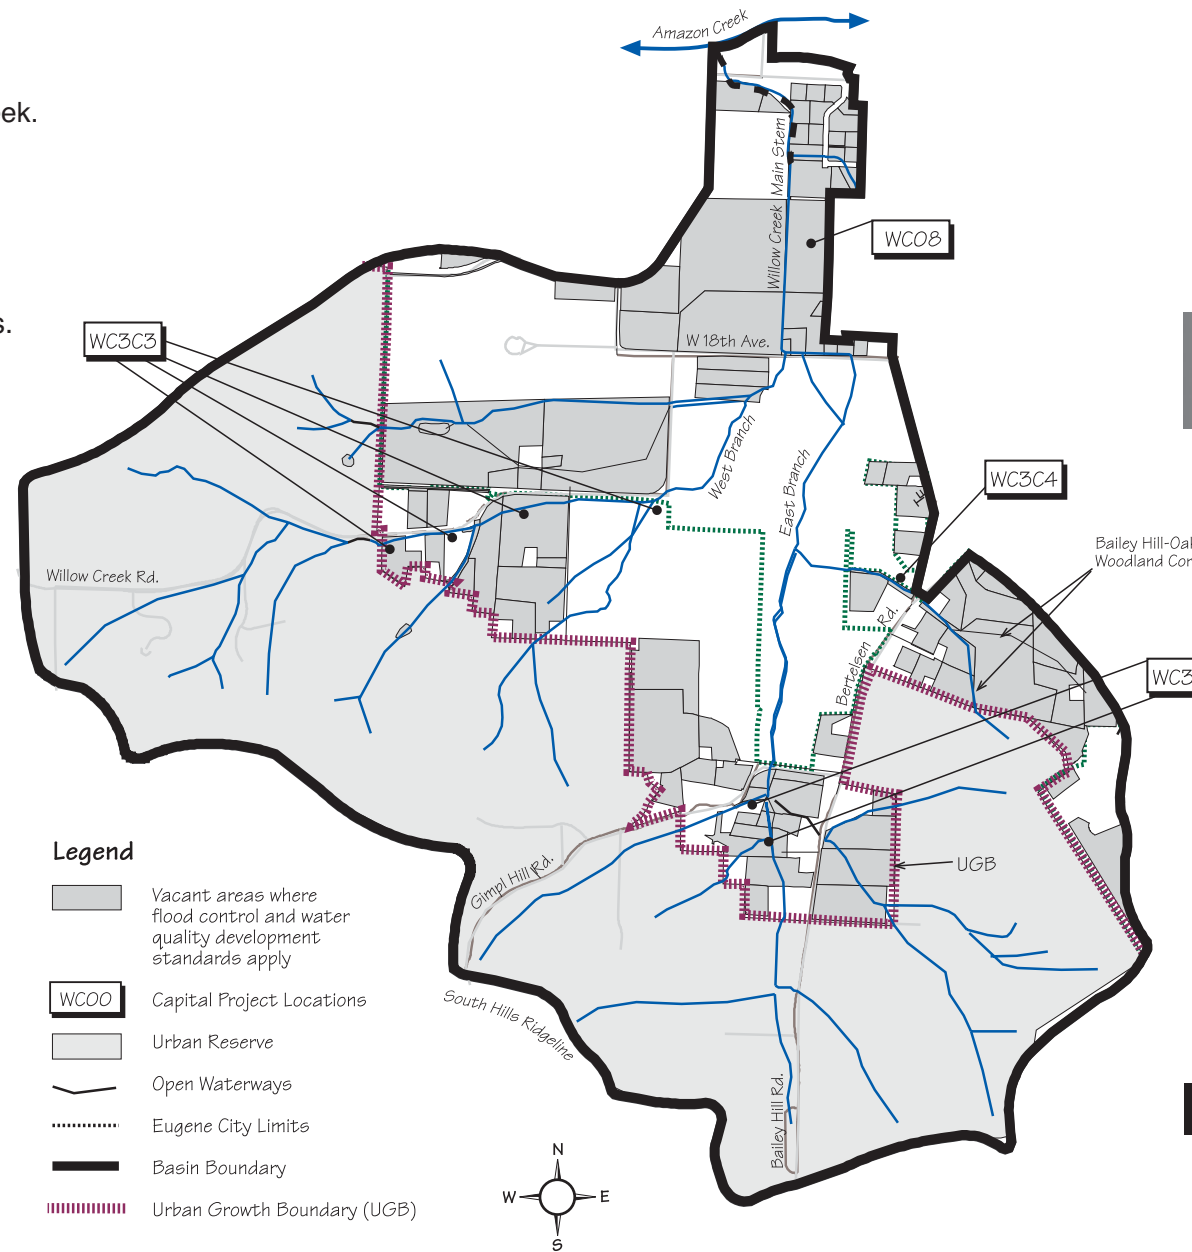 eek.
s.
Amazon Creek
Willow Creek Main Stem
WC08
W 18th Ave.
WC3C3
West Branch
East Branch
WC3C4
Bailey Hill-Oak
Woodland Cor
Willow Creek Rd.
Bertelsen Rd.
WC3
UGB
Gimpl Hill Rd.
South Hills Ridgeline
Bailey Hill Rd.
Legend
Vacant areas where
flood control and water
quality development
standards apply
WC00
Capital Project Locations
Urban Reserve
Open Waterways
Eugene City Limits
Basin Boundary
Urban Growth Boundary (UGB)
N
W
E
S